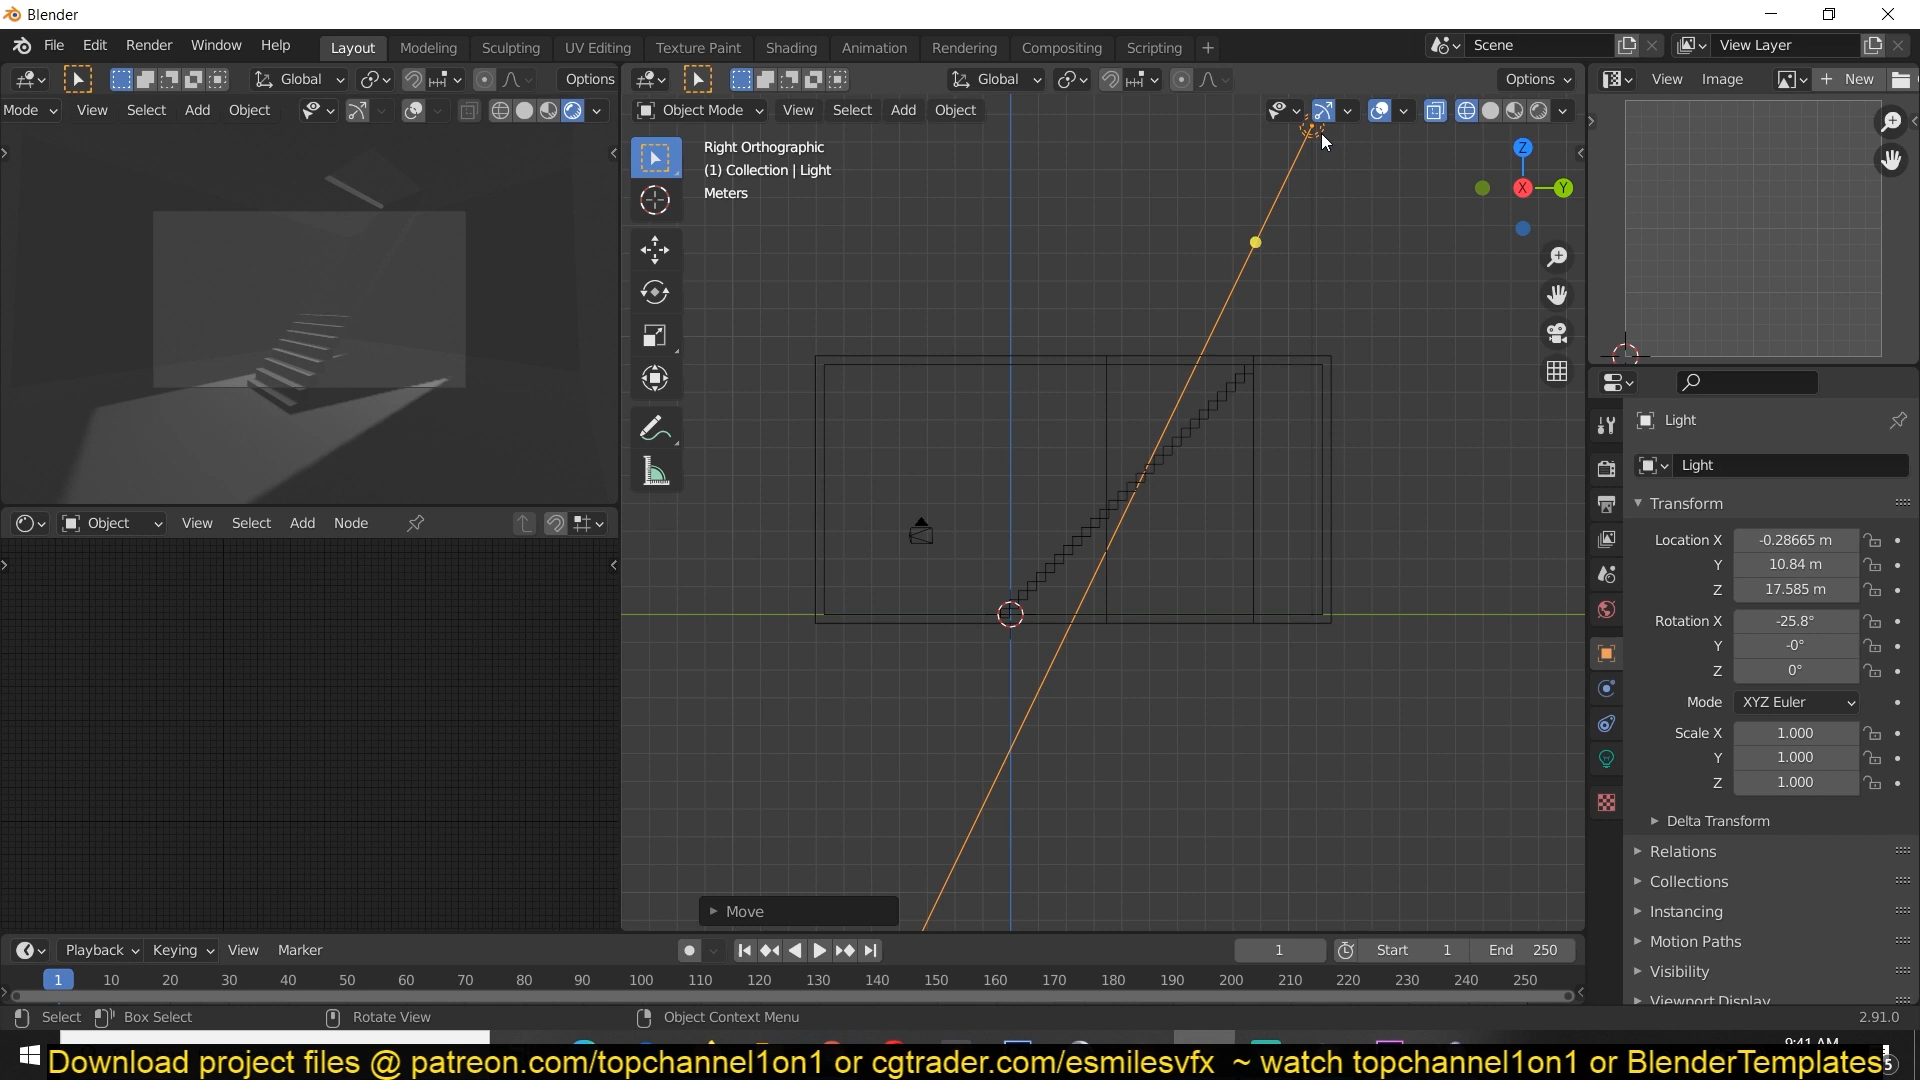 Blender
File Edit Render Window Help Layout Modeling Sculpting UV Editing Texture Paint Shading Animation Rendering Compositing Scripting + Scene View Layer
Global Options Global Options View Image New
Mode View Select Add Object Object Mode View Select Add Object
Right Orthographic
(1) Collection | Light
Meters
Z
X Y
Light
Light
Transform
Object View Select Add Node
Location X -0.28665 m
Y 10.84 m
Z 17.585 m
Rotation X -25.8°
Y -0°
Z 0°
Mode XYZ Euler
Scale X 1.000
Y 1.000
Z 1.000
Delta Transform
Relations
Collections
Instancing
Motion Paths
Visibility
Viewport Display
Move
Playback Keying View Marker 1 Start 1 End 250
1 10 20 30 40 50 60 70 80 90 100 110 120 130 140 150 160 170 180 190 200 210 220 230 240 250
Select Box Select Rotate View Object Context Menu 2.91.0
9:41 AM
Download project files @ patreon.com/topchannel1on1 or cgtrader.com/esmilesvfx ~ watch topchannel1on1 or BlenderTemplates